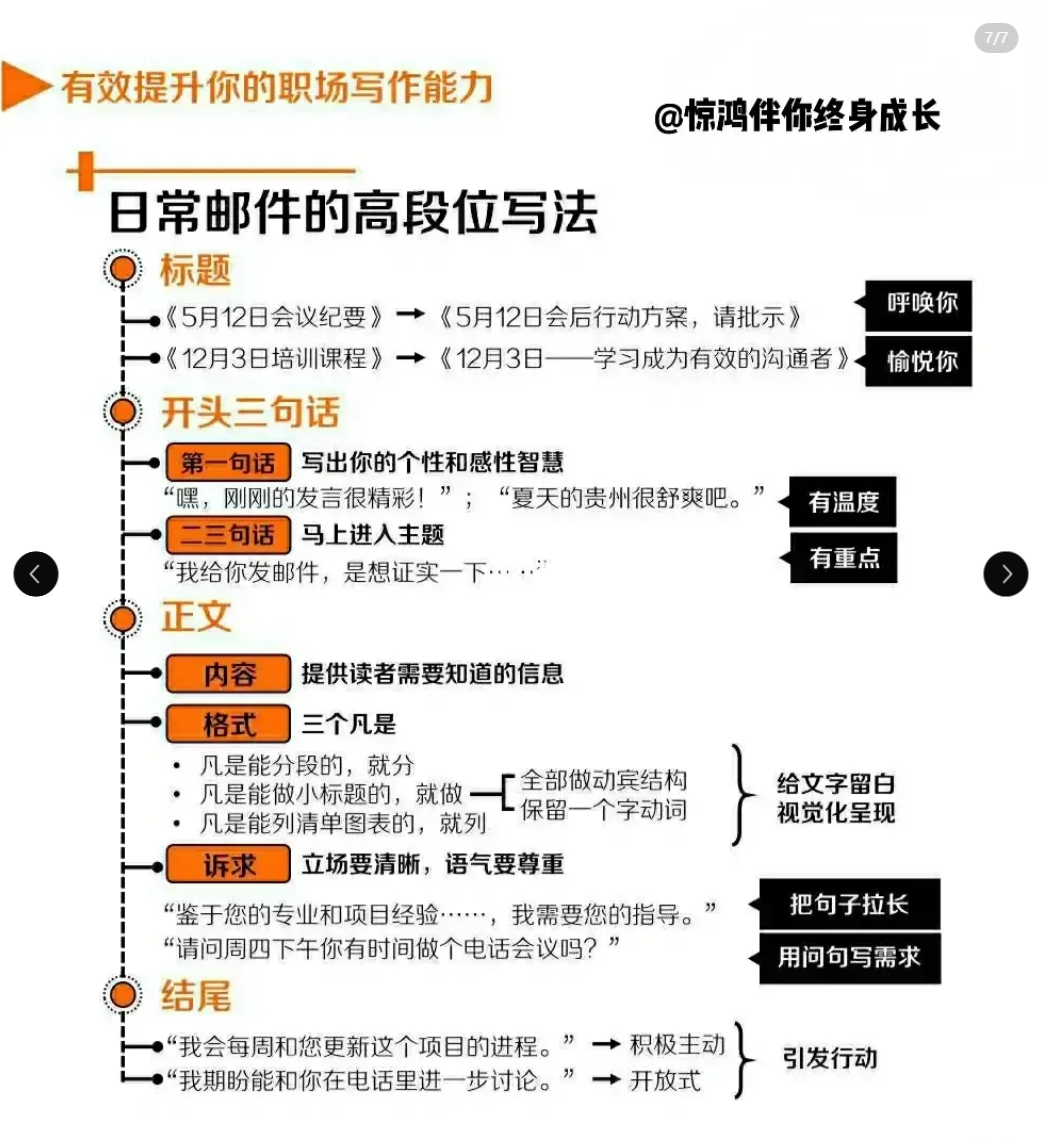 7/7
有效提升你的职场写作能力
@惊鸿伴你终身成长
日常邮件的高段位写法
标题
《5月12日会议纪要》→《5月12日会后行动方案，请批示》 呼唤你
《12月3日培训课程》→《12月3日——学习成为有效的沟通者》 愉悦你
开头三句话
第一句话 写出你的个性和感性智慧
“嘿，刚刚的发言很精彩！”；“夏天的贵州很舒爽吧。” 有温度
二三句话 马上进入主题
“我给你发邮件，是想证实一下……” 有重点
正文
内容 提供读者需要知道的信息
格式 三个凡是
• 凡是能分段的，就分
• 凡是能做小标题的，就做
• 凡是能列清单图表的，就列
全部做动宾结构
保留一个字动词
给文字留白
视觉化呈现
诉求 立场要清晰，语气要尊重
“鉴于您的专业和项目经验……，我需要您的指导。” 把句子拉长
“请问周四下午你有时间做个电话会议吗？” 用问句写需求
结尾
“我会每周和您更新这个项目的进程。” → 积极主动
“我期盼能和你在电话里进一步讨论。” → 开放式
引发行动